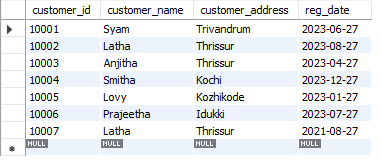 customer_id customer_name customer_address reg_date
10001 Syam Trivandrum 2023-06-27
10002 Latha Thrissur 2023-08-27
10003 Anjitha Thrissur 2023-04-27
10004 Smitha Kochi 2023-12-27
10005 Lovy Kozhikode 2023-01-27
10006 Prajeetha Idukki 2023-07-27
10007 Latha Thrissur 2021-08-27
NULL NULL NULL NULL